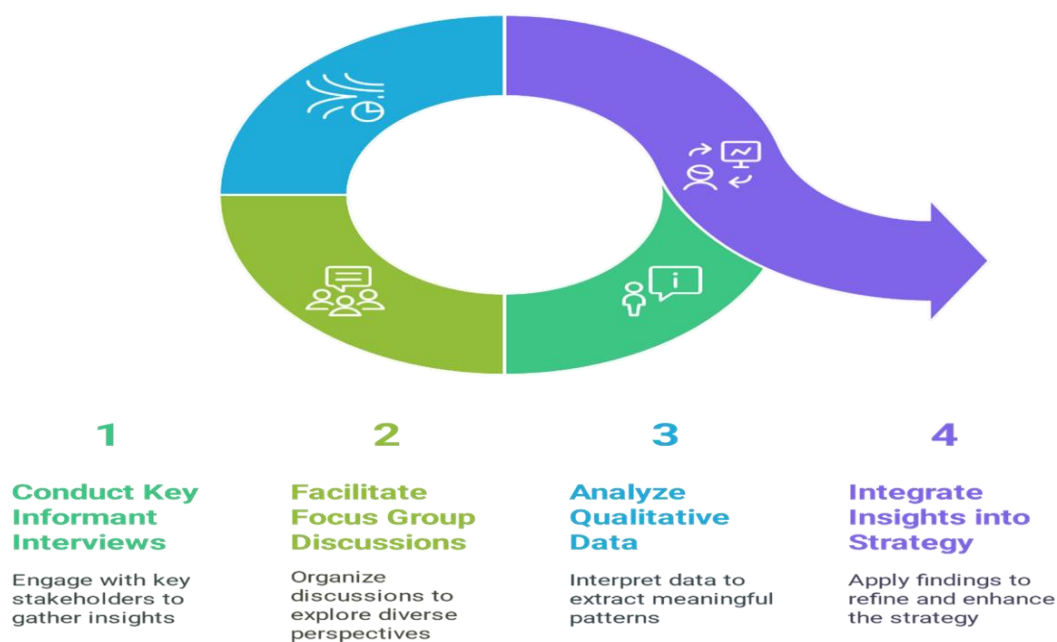 i
1
Conduct Key
Informant
Interviews
Engage with key
stakeholders to
gather insights
2
Facilitate
Focus Group
Discussions
Organize
discussions to
explore diverse
perspectives
3
Analyze
Qualitative
Data
Interpret data to
extract meaningful
patterns
4
Integrate
Insights into
Strategy
Apply findings to
refine and enhance
the strategy